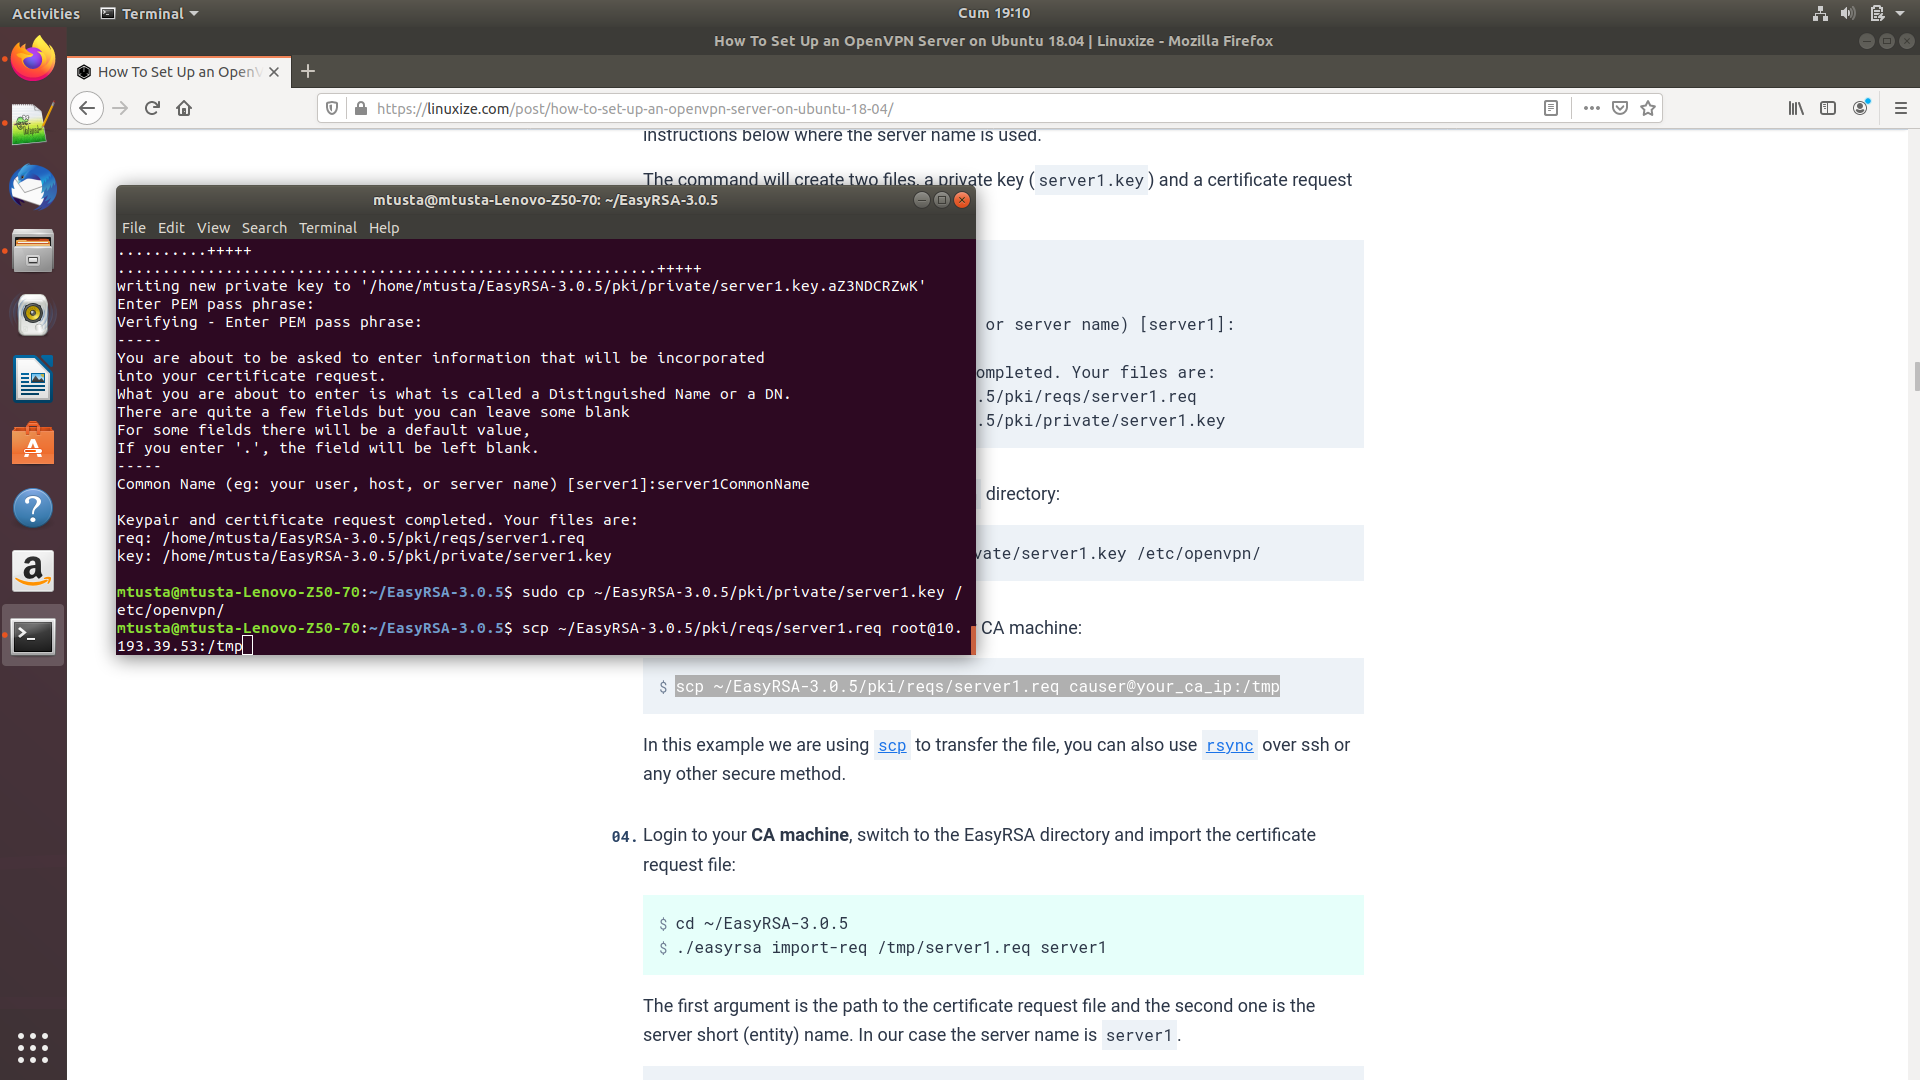 Activities
Terminal
Cum 19:10
How To Set Up an OpenVPN Server on Ubuntu 18.04 | Linuxize - Mozilla Firefox
How To Set Up an OpenV
https://linuxize.com/post/how-to-set-up-an-openvpn-server-on-ubuntu-18-04/
instructions below where the server name is used.
The command will create two files, a private key (server1.key) and a certificate request
mtusta@mtusta-Lenovo-Z50-70: ~/EasyRSA-3.0.5
File Edit View Search Terminal Help
..........+++++
............................................................+++++
writing new private key to '/home/mtusta/EasyRSA-3.0.5/pki/private/server1.key.aZ3NDCRZwK'
Enter PEM pass phrase:
Verifying - Enter PEM pass phrase:
-----
You are about to be asked to enter information that will be incorporated
into your certificate request.
What you are about to enter is what is called a Distinguished Name or a DN.
There are quite a few fields but you can leave some blank
For some fields there will be a default value,
If you enter '.', the field will be left blank.
-----
Common Name (eg: your user, host, or server name) [server1]:server1CommonName
Keypair and certificate request completed. Your files are:
req: /home/mtusta/EasyRSA-3.0.5/pki/reqs/server1.req
key: /home/mtusta/EasyRSA-3.0.5/pki/private/server1.key
mtusta@mtusta-Lenovo-Z50-70:~/EasyRSA-3.0.5$ sudo cp ~/EasyRSA-3.0.5/pki/private/server1.key /
etc/openvpn/
mtusta@mtusta-Lenovo-Z50-70:~/EasyRSA-3.0.5$ scp ~/EasyRSA-3.0.5/pki/reqs/server1.req root@10.
193.39.53:/tmp
or server name) [server1]:
ompleted. Your files are:
.5/pki/reqs/server1.req
.5/pki/private/server1.key
directory:
vate/server1.key /etc/openvpn/
CA machine:
$ scp ~/EasyRSA-3.0.5/pki/reqs/server1.req causer@your_ca_ip:/tmp
In this example we are using scp to transfer the file, you can also use rsync over ssh or
any other secure method.
04. Login to your CA machine, switch to the EasyRSA directory and import the certificate
request file:
$ cd ~/EasyRSA-3.0.5
$ ./easyrsa import-req /tmp/server1.req server1
The first argument is the path to the certificate request file and the second one is the
server short (entity) name. In our case the server name is server1.